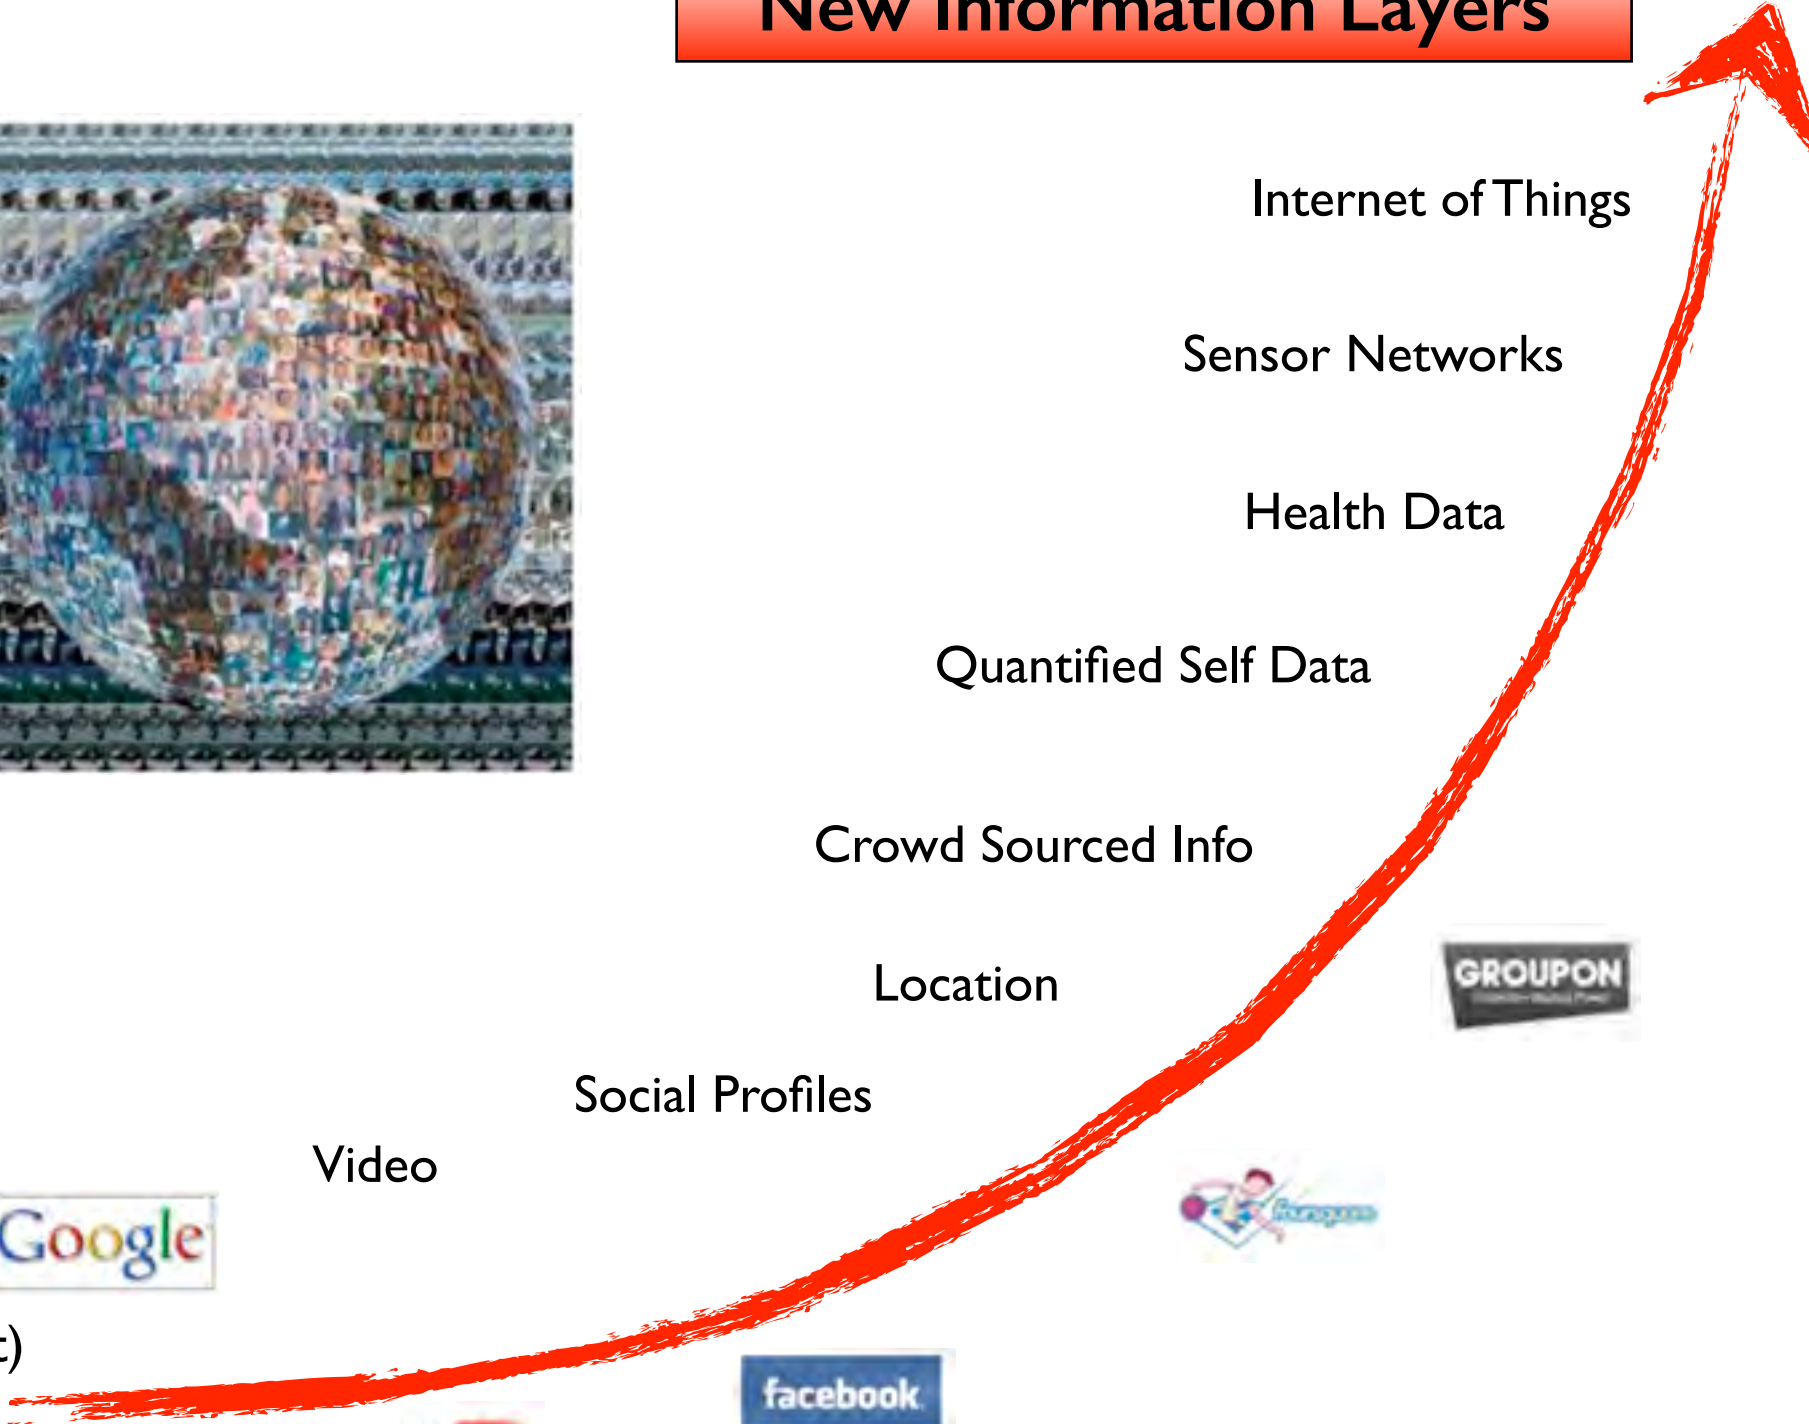 New Information Layers
Internet of Things
Sensor Networks
Health Data
Quantified Self Data
Crowd Sourced Info
Location
GROUPON
Social Profiles
Video
foursquare
Google
t)
facebook